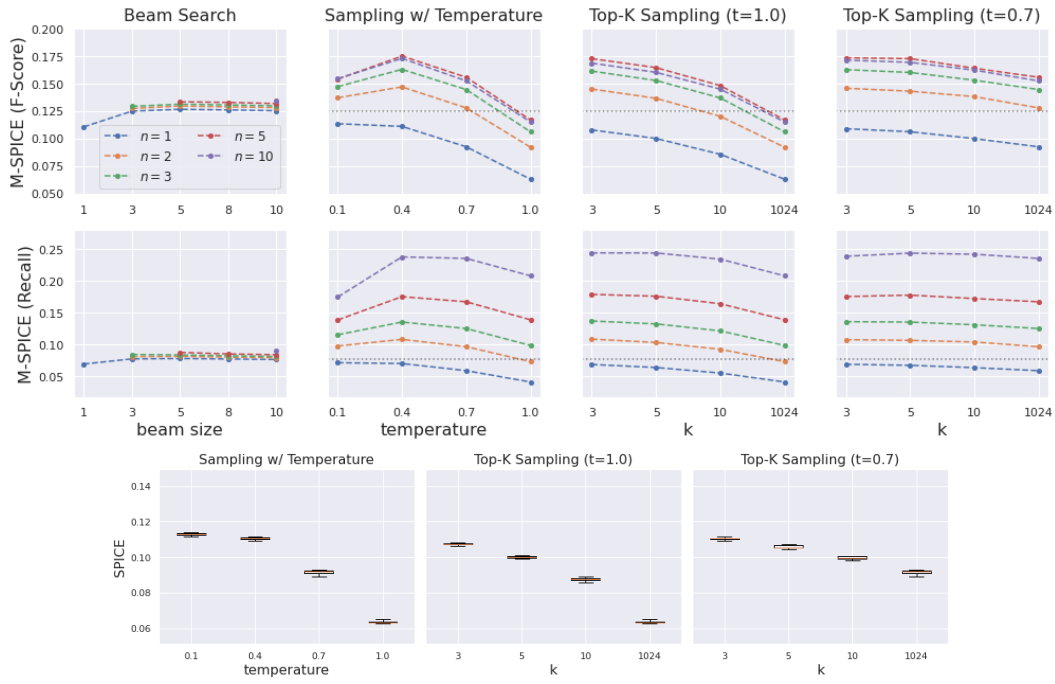 Beam Search
Sampling w/ Temperature
Top-K Sampling (t=1.0)
Top-K Sampling (t=0.7)
M-SPICE (F-Score)
0.200
0.175
0.150
0.125
0.100
0.075
0.050
n = 1
n = 2
n = 3
n = 5
n = 10
1 3 5 8 10
0.1 0.4 0.7 1.0
3 5 10 1024
3 5 10 1024
M-SPICE (Recall)
0.25
0.20
0.15
0.10
0.05
1 3 5 8 10
0.1 0.4 0.7 1.0
3 5 10 1024
3 5 10 1024
beam size
temperature
k
k
Sampling w/ Temperature
Top-K Sampling (t=1.0)
Top-K Sampling (t=0.7)
SPICE
0.14
0.12
0.10
0.08
0.06
0.1 0.4 0.7 1.0
3 5 10 1024
3 5 10 1024
temperature
k
k